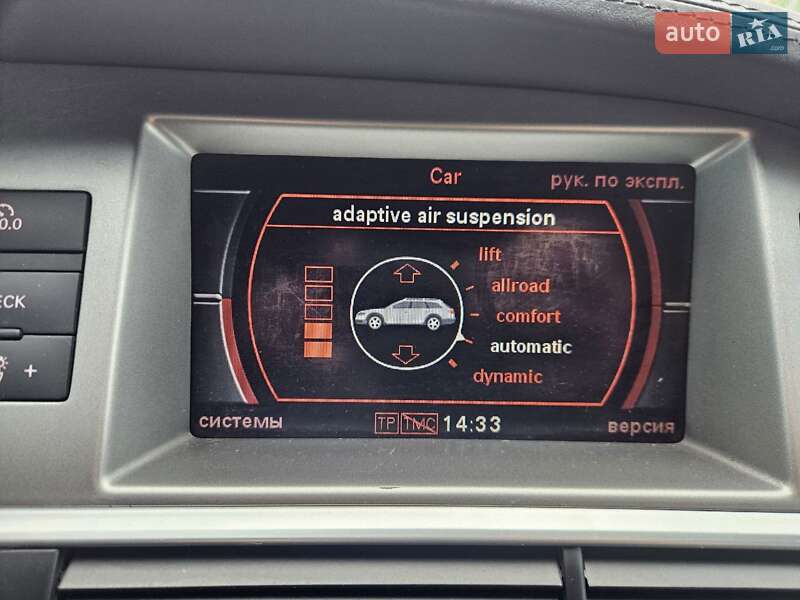 auto RIA
.com
Car
рук. по экспл.
adaptive air suspension
lift
allroad
comfort
automatic
dynamic
системы
TP TMC 14:33
версия
0.0
ECK
+